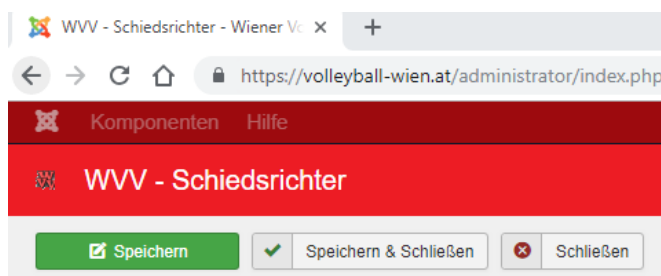 WVV - Schiedsrichter - Wiener Vo
https://volleyball-wien.at/administrator/index.php
Komponenten Hilfe
WVV - Schiedsrichter
Speichern Speichern & Schließen Schließen